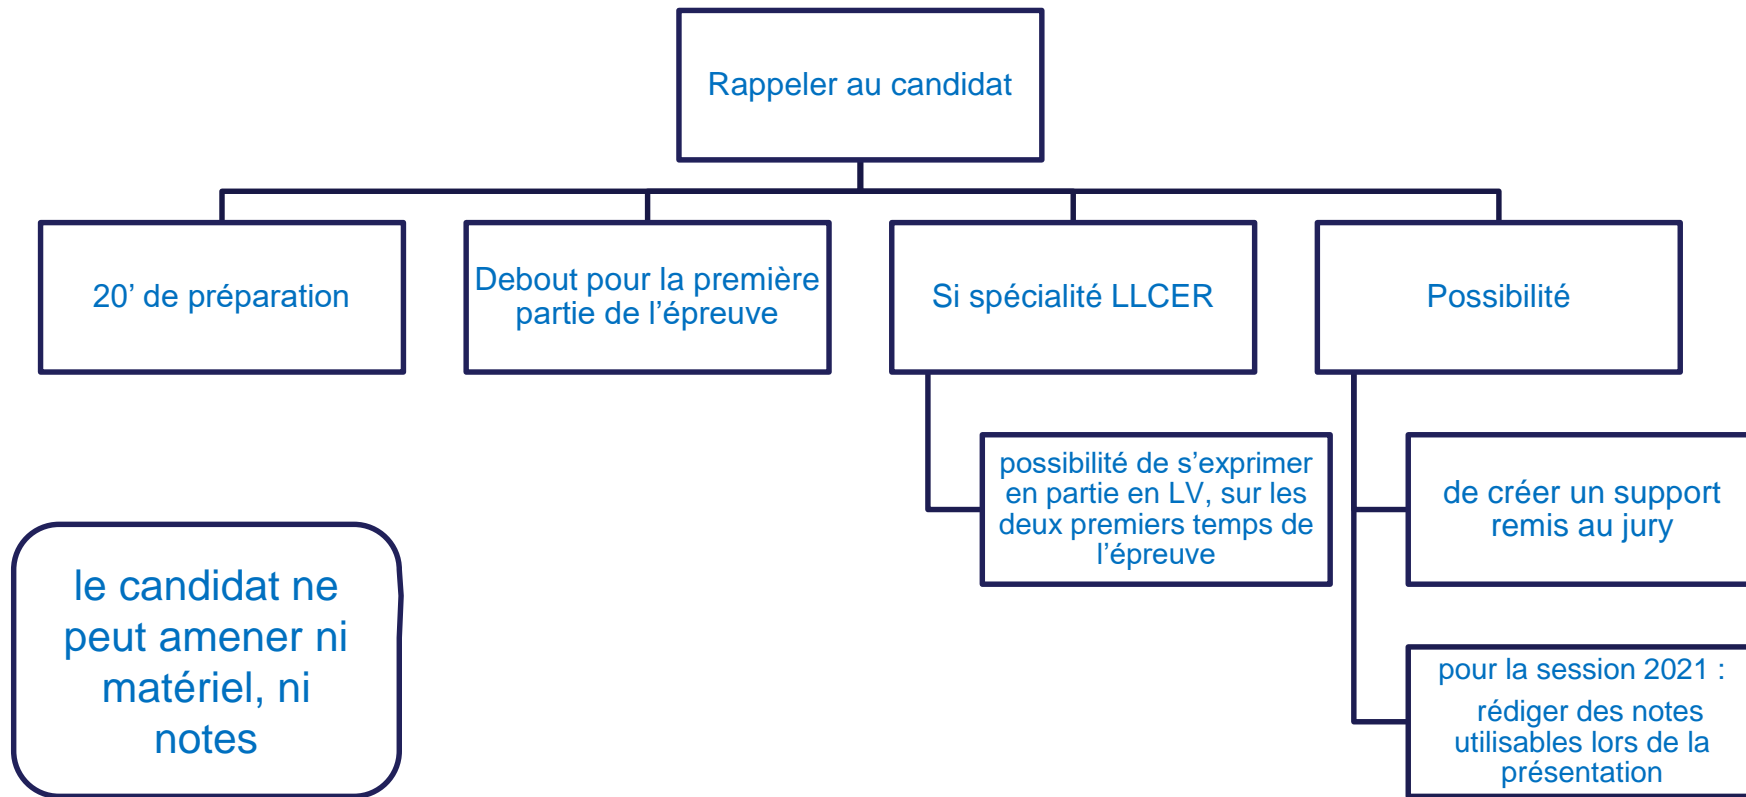 Rappeler au candidat
20’ de préparation
Debout pour la première
partie de l’épreuve
Si spécialité LLCER
Possibilité
possibilité de s’exprimer
en partie en LV, sur les
deux premiers temps de
l’épreuve
de créer un support
remis au jury
pour la session 2021 :
rédiger des notes
utilisables lors de la
présentation
le candidat ne
peut amener ni
matériel, ni
notes